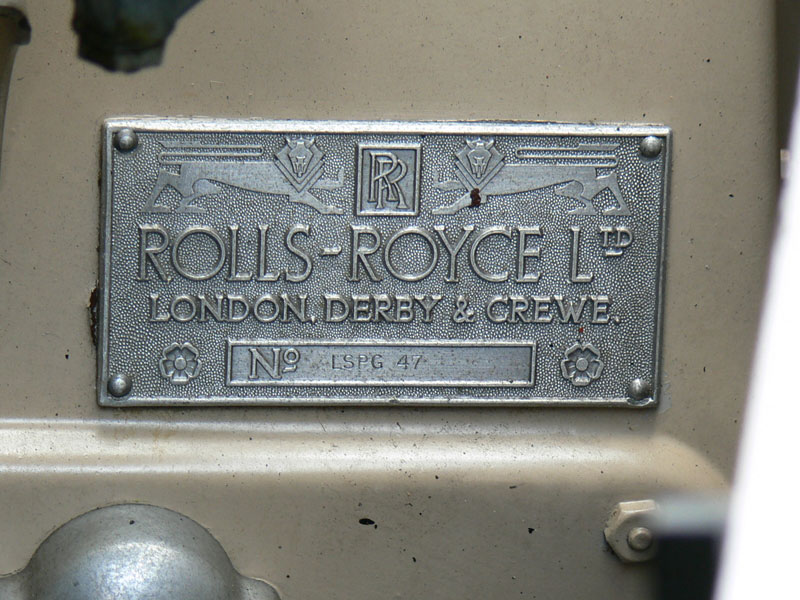 RR
ROLLS-ROYCE LTD
LONDON, DERBY & CREWE.
Nº LSPG 47